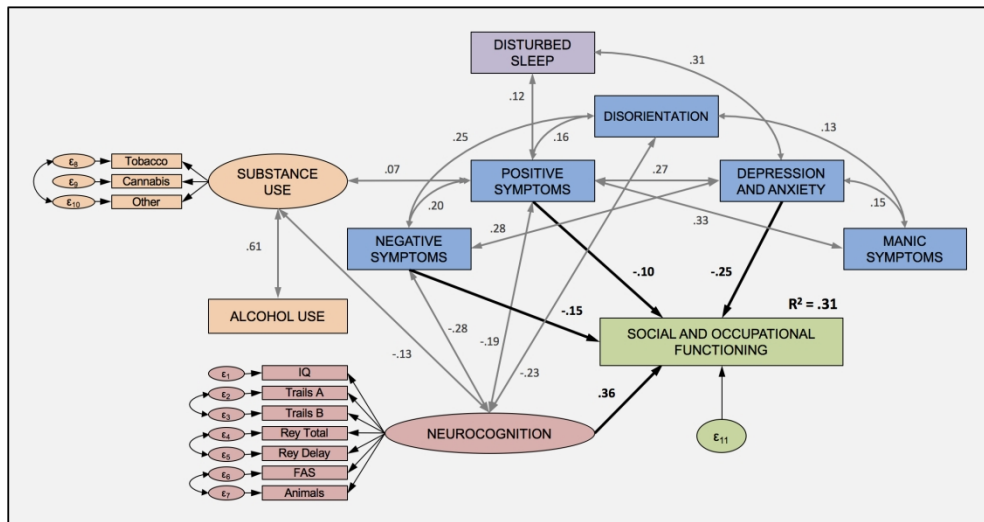 DISTURBED
SLEEP
.31
.12
DISORIENTATION
.25
.16
.13
ε8
Tobacco
ε9
Cannabis
ε10
Other
SUBSTANCE
USE
.07
POSITIVE
SYMPTOMS
.27
DEPRESSION
AND ANXIETY
.20
.28
.33
.15
NEGATIVE
SYMPTOMS
MANIC
SYMPTOMS
.61
-.10
-.25
ALCOHOL USE
-.15
R² = .31
SOCIAL AND OCCUPATIONAL
FUNCTIONING
-.13
-.28
-.19
-.23
.36
ε1
IQ
ε2
Trails A
ε3
Trails B
ε4
Rey Total
ε5
Rey Delay
ε6
FAS
ε7
Animals
NEUROCOGNITION
ε11